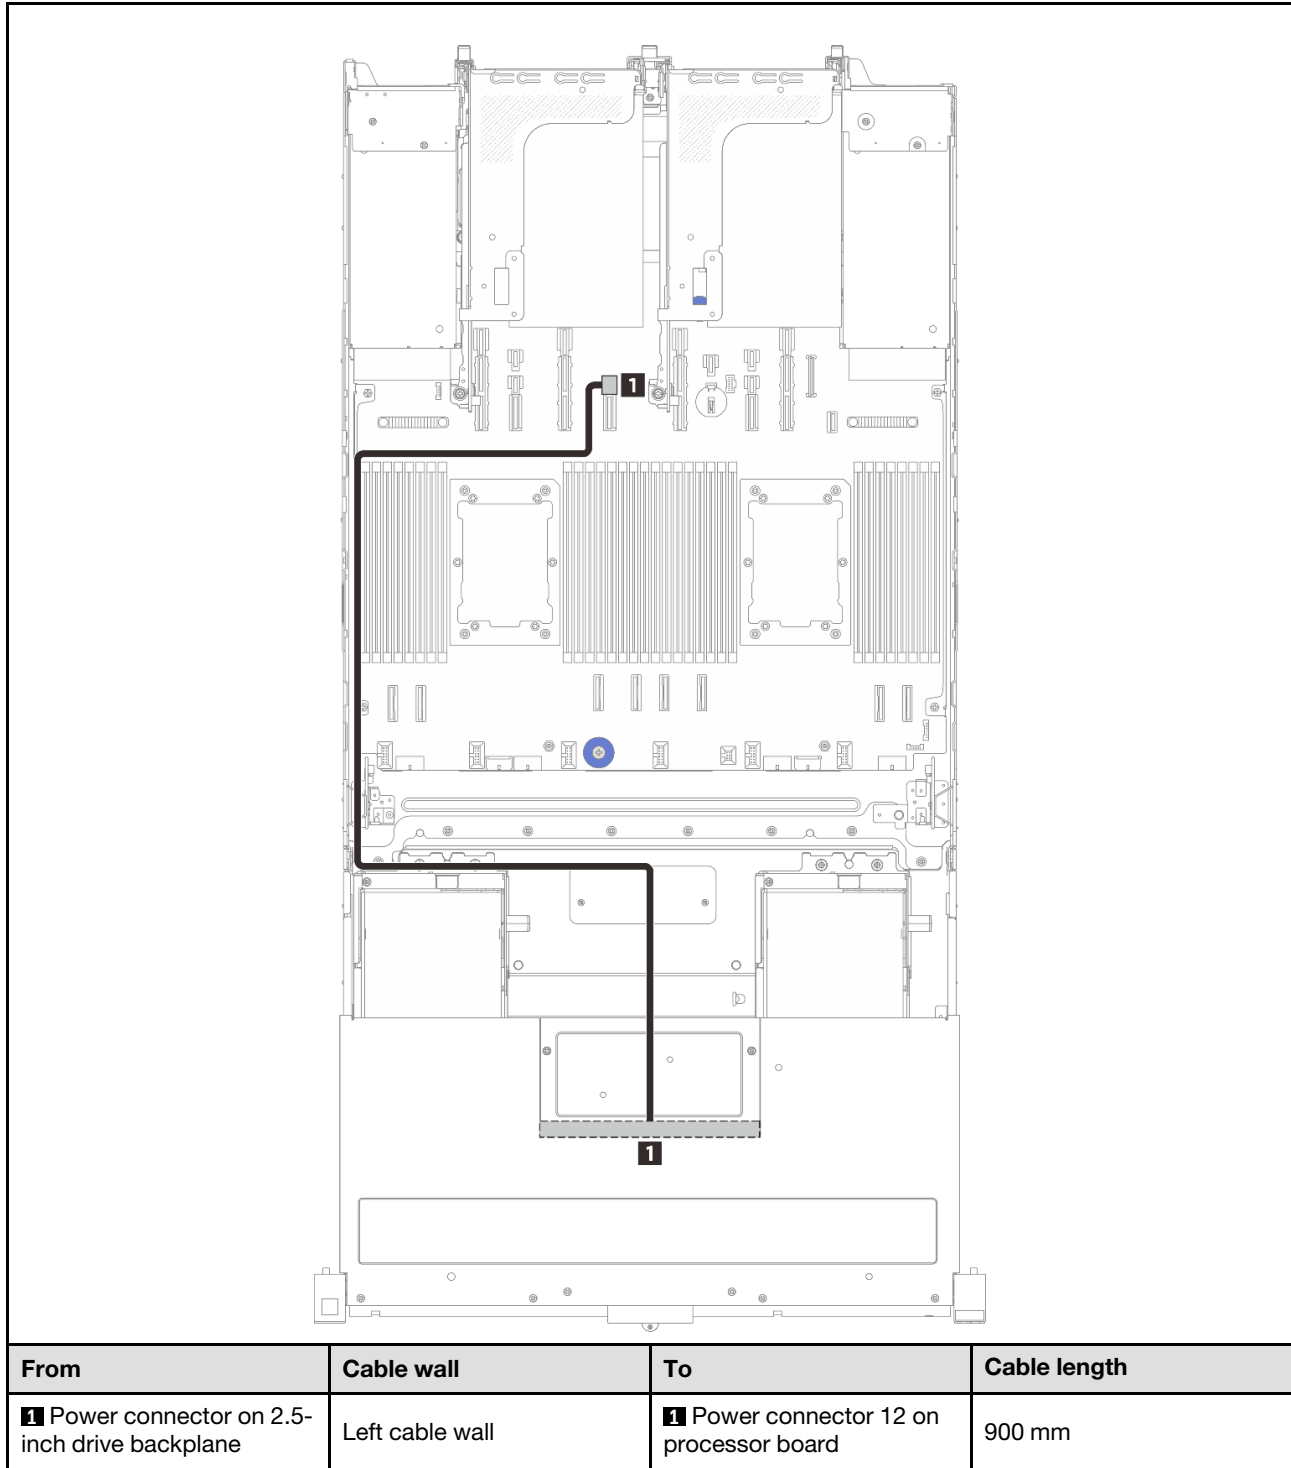 1
1
From Cable wall To Cable length
1 Power connector on 2.5-
inch drive backplane
Left cable wall
1 Power connector 12 on
processor board
900 mm